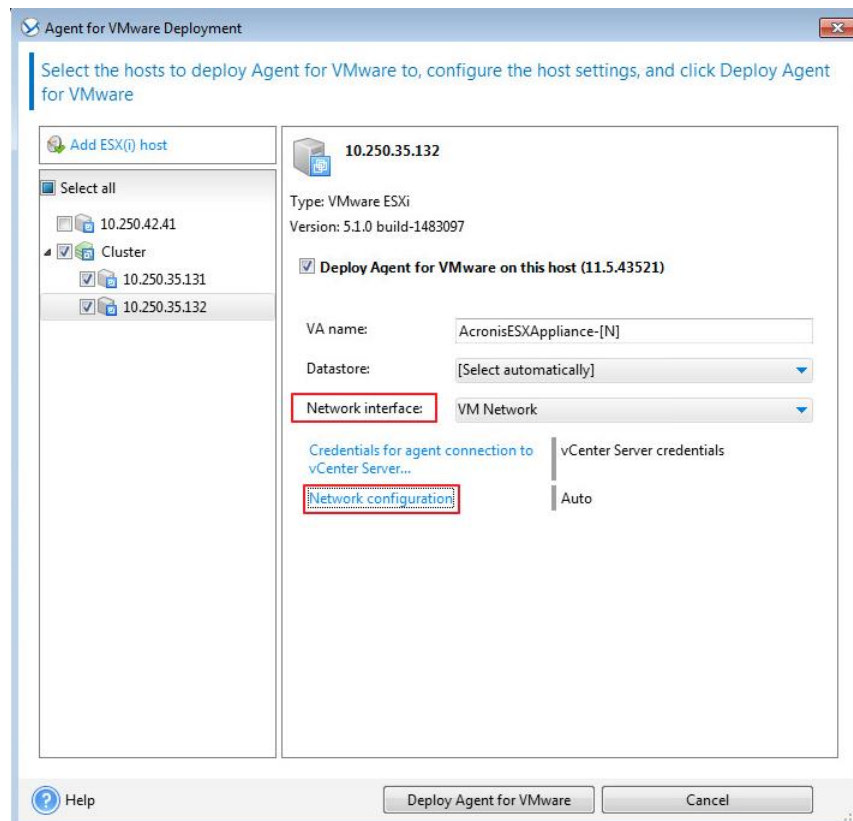 Agent for VMware Deployment
Select the hosts to deploy Agent for VMware to, configure the host settings, and click Deploy Agent
for VMware
Add ESX(i) host
Select all
10.250.42.41
Cluster
10.250.35.131
10.250.35.132
10.250.35.132
Type: VMware ESXi
Version: 5.1.0 build-1483097
Deploy Agent for VMware on this host (11.5.43521)
VA name: AcronisESXAppliance-[N]
Datastore: [Select automatically]
Network interface: VM Network
Credentials for agent connection to vCenter Server credentials
vCenter Server...
Network configuration Auto
Help Deploy Agent for VMware Cancel